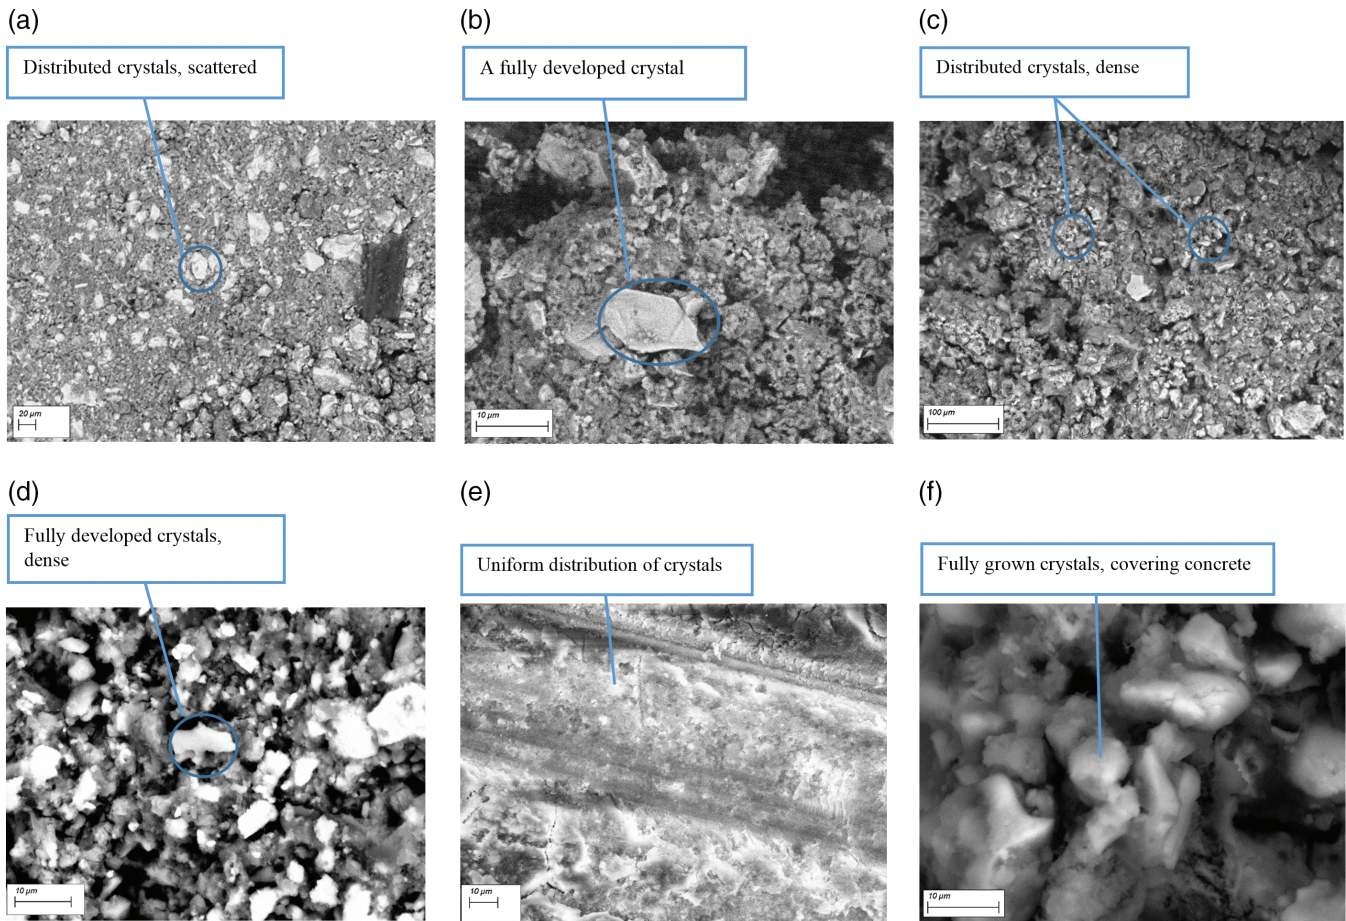 (a)
Distributed crystals, scattered
20 µm
(b)
A fully developed crystal
10 µm
(c)
Distributed crystals, dense
100 µm
(d)
Fully developed crystals,
dense
10 µm
(e)
Uniform distribution of crystals
10 µm
(f)
Fully grown crystals, covering concrete
10 µm